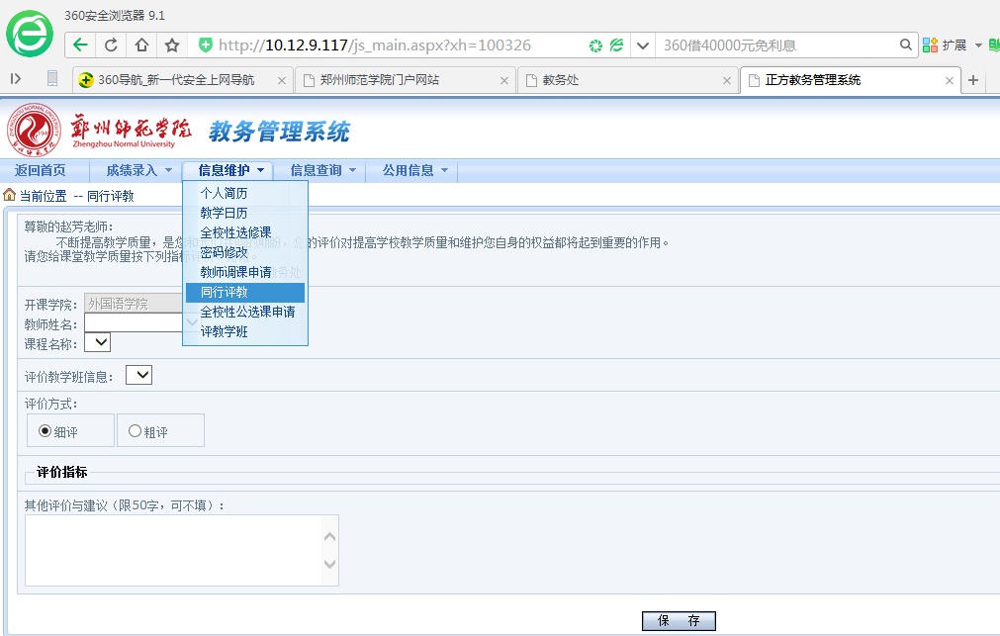 360安全浏览器 9.1
http://10.12.9.117/js_main.aspx?xh=100326
360借40000元免利息
扩展
360导航_新一代安全上网导航
郑州师范学院门户网站
教务处
正方教务管理系统
郑州师范学院
Zhengzhou Normal University
教务管理系统
返回首页 成绩录入 信息维护 信息查询 公用信息
当前位置 -- 同行评教
个人简历
教学日历
全校性选修课
密码修改
教师调课申请
同行评教
全校性公选课申请
评教学班
尊敬的赵芳老师:
不断提高教学质量,是您和
的评价对提高学校教学质量和维护您自身的权益都将起到重要的作用。
请您给课堂教学质量按下列指标
务处
开课学院: 外国语学院
教师姓名:
课程名称:
评价教学班信息:
评价方式:
细评 粗评
评价指标
其他评价与建议(限50字,可不填):
保 存